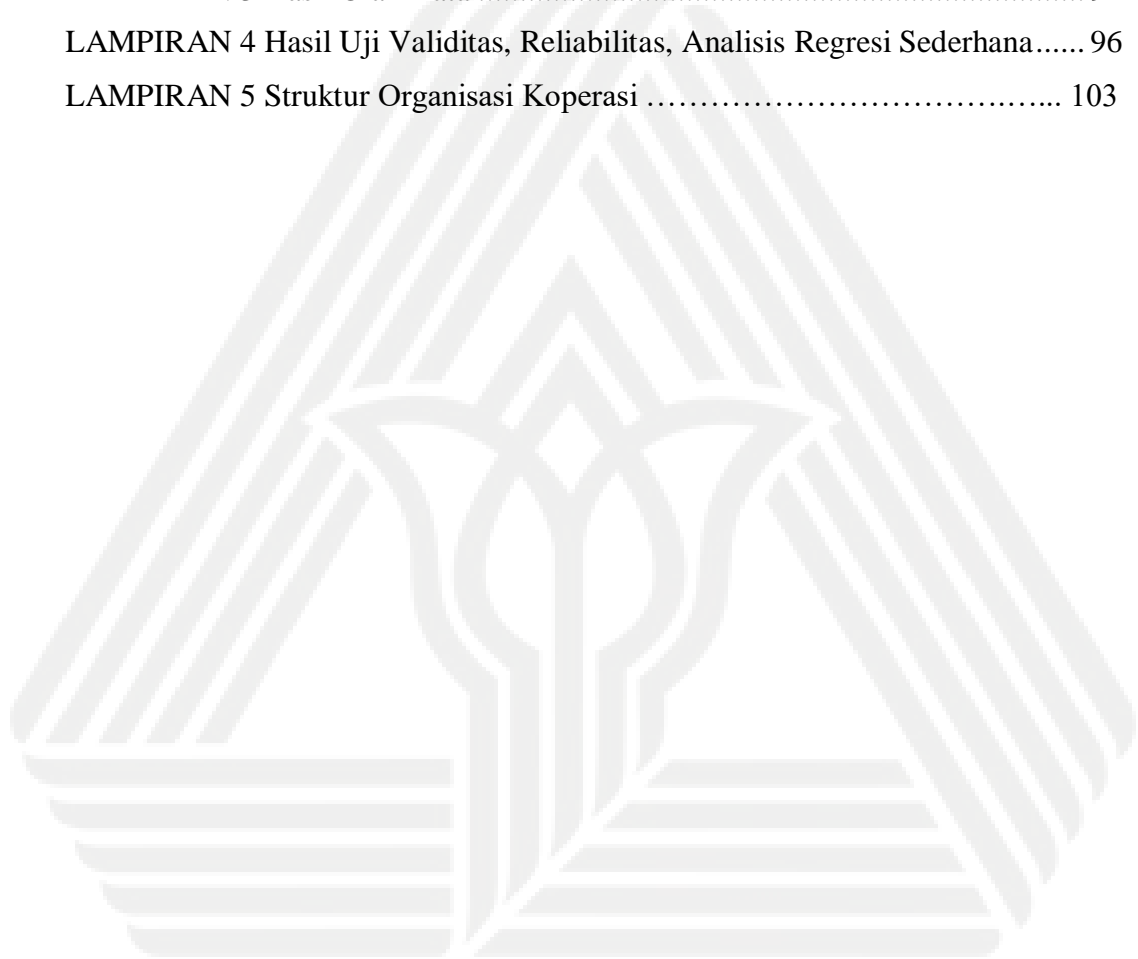 LAMPIRAN 4 Hasil Uji Validitas, Reliabilitas, Analisis Regresi Sederhana...... 96
LAMPIRAN 5 Struktur Organisasi Koperasi ……………………………….…... 103